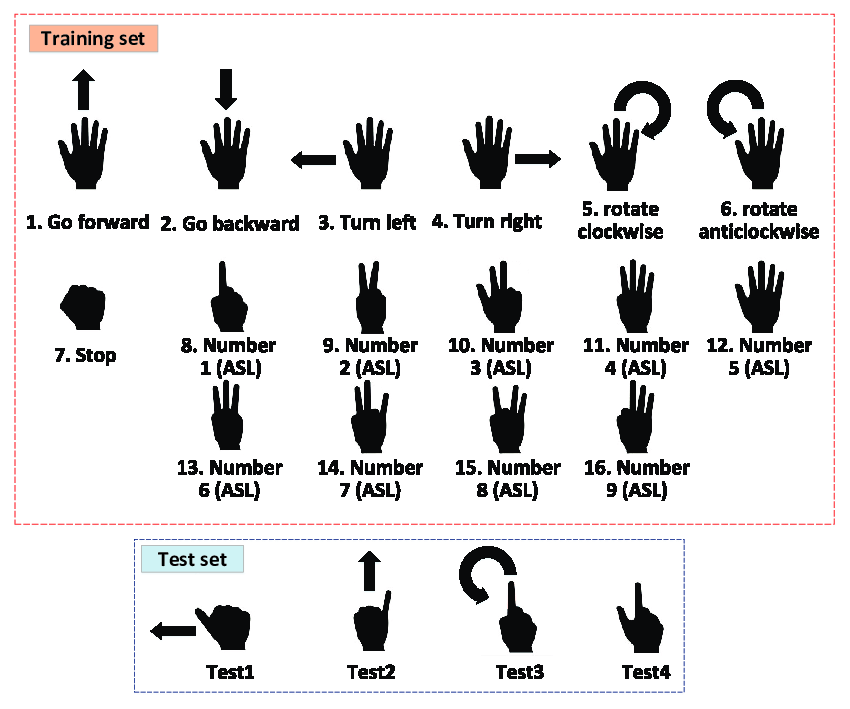 Training set
1. Go forward
2. Go backward
3. Turn left
4. Turn right
5. rotate
clockwise
6. rotate
anticlockwise
7. Stop
8. Number
1 (ASL)
9. Number
2 (ASL)
10. Number
3 (ASL)
11. Number
4 (ASL)
12. Number
5 (ASL)
13. Number
6 (ASL)
14. Number
7 (ASL)
15. Number
8 (ASL)
16. Number
9 (ASL)
Test set
Test1
Test2
Test3
Test4